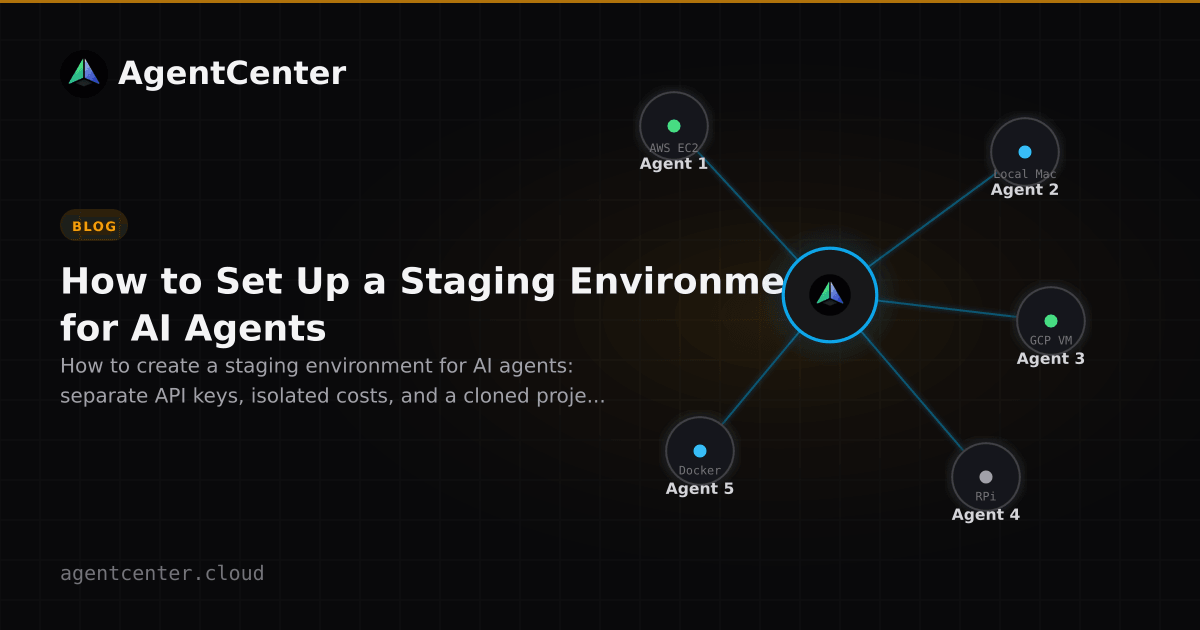 AgentCenter
BLOG
How to Set Up a Staging Environme
for AI Agents
How to create a staging environment for AI agents:
separate API keys, isolated costs, and a cloned proje...
agentcenter.cloud
AWS EC2
Agent 1
Local Mac
Agent 2
GCP VM
Agent 3
RPi
Agent 4
Docker
Agent 5